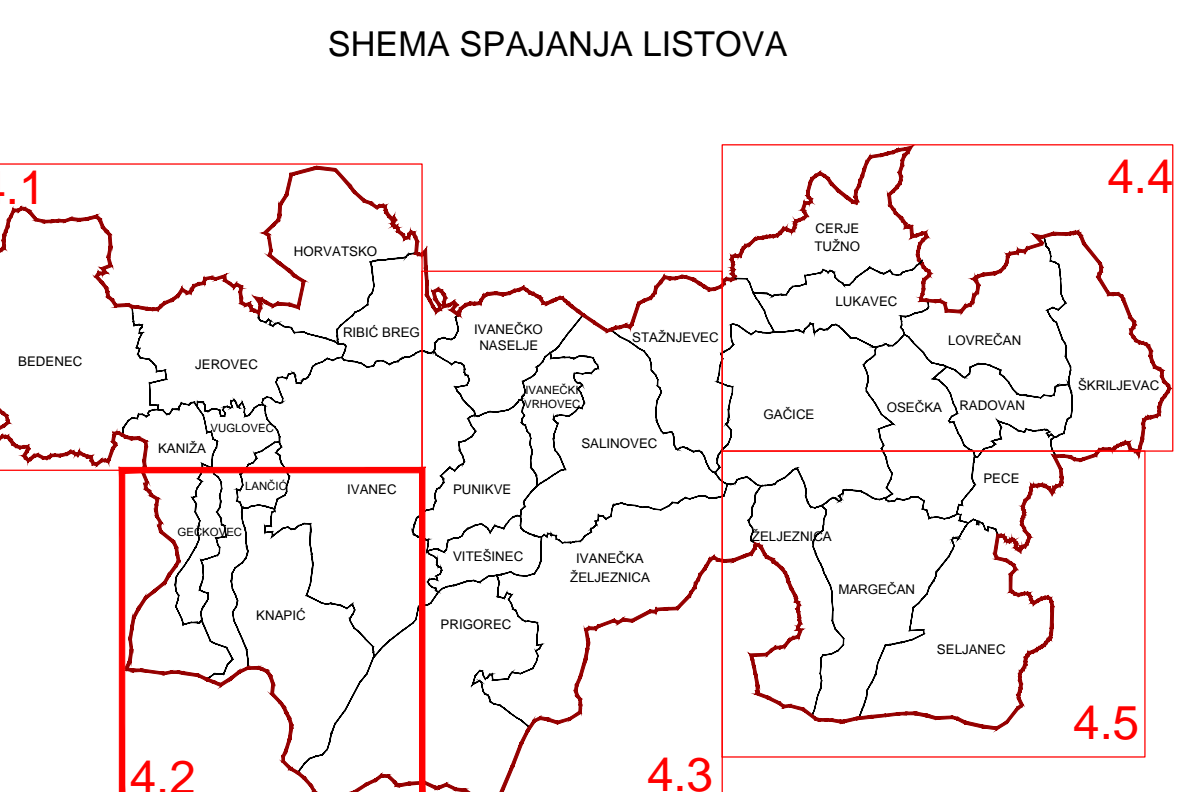 SHEMA SPAJANJA LISTOVA
4.4
.1
CERJE
TUŽNO
HORVATSKO
LUKAVEC
RIBIĆ BREG
IVANEČKO
NASELJE
STAŽNJEVEC
LOVREČAN
BEDENEC
JEROVEC
ŠKRILJEVAC
IVANEČKI
VRHOVEC
GAČICE
OSEČKA
RADOVAN
VUGLOVEC
KANIŽA
SALINOVEC
LANČIĆ
IVANEC
PUNIKVE
PECE
GEČKOVEC
ŽELJEZNICA
VITEŠINEC
IVANEČKA
ŽELJEZNICA
MARGEČAN
KNAPIĆ
PRIGOREC
SELJANEC
4.5
4.2
4.3